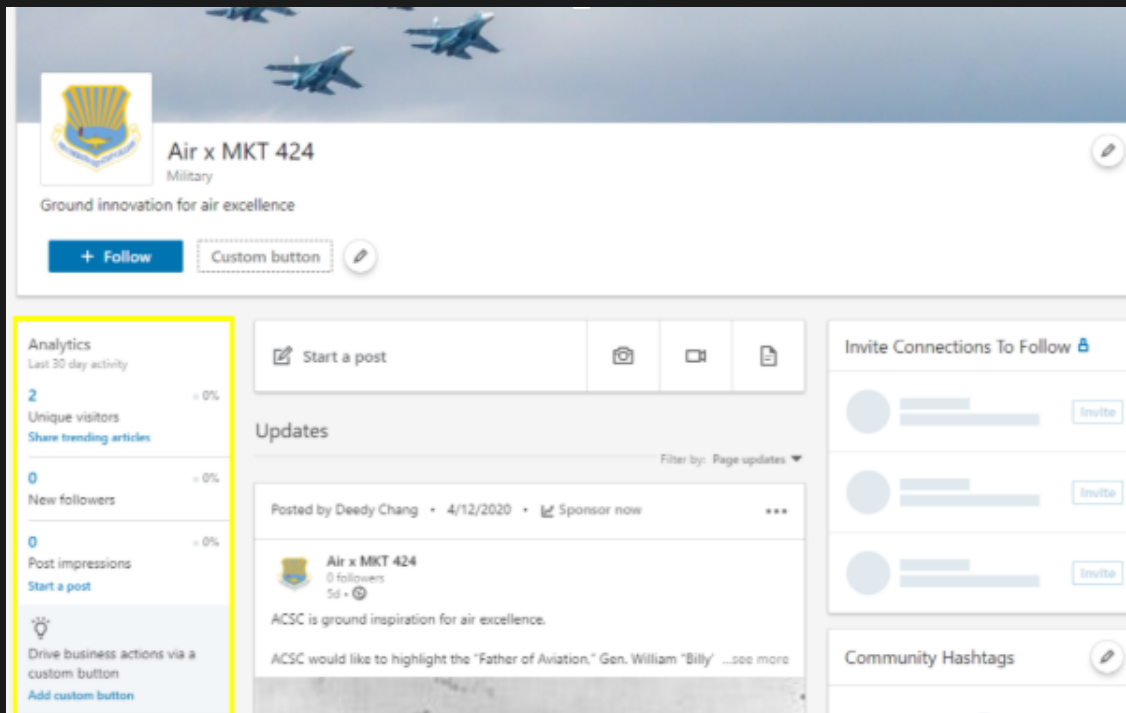 Air x MKT 424
Military
Ground innovation for air excellence
+ Follow
Custom button
Analytics
Last 30 day activity
2
0%
Unique visitors
Share trending articles
0
0%
New followers
0
0%
Post impressions
Start a post
Drive business actions via a
custom button
Add custom button
Start a post
Updates
Filter by: Page updates
Posted by Deedy Chang • 4/12/2020 • Sponsor now
Air x MKT 424
0 followers
5d •
ACSC is ground inspiration for air excellence.
ACSC would like to highlight the "Father of Aviation," Gen. William "Billy' ...see more
Invite Connections To Follow
Invite
Invite
Invite
Community Hashtags